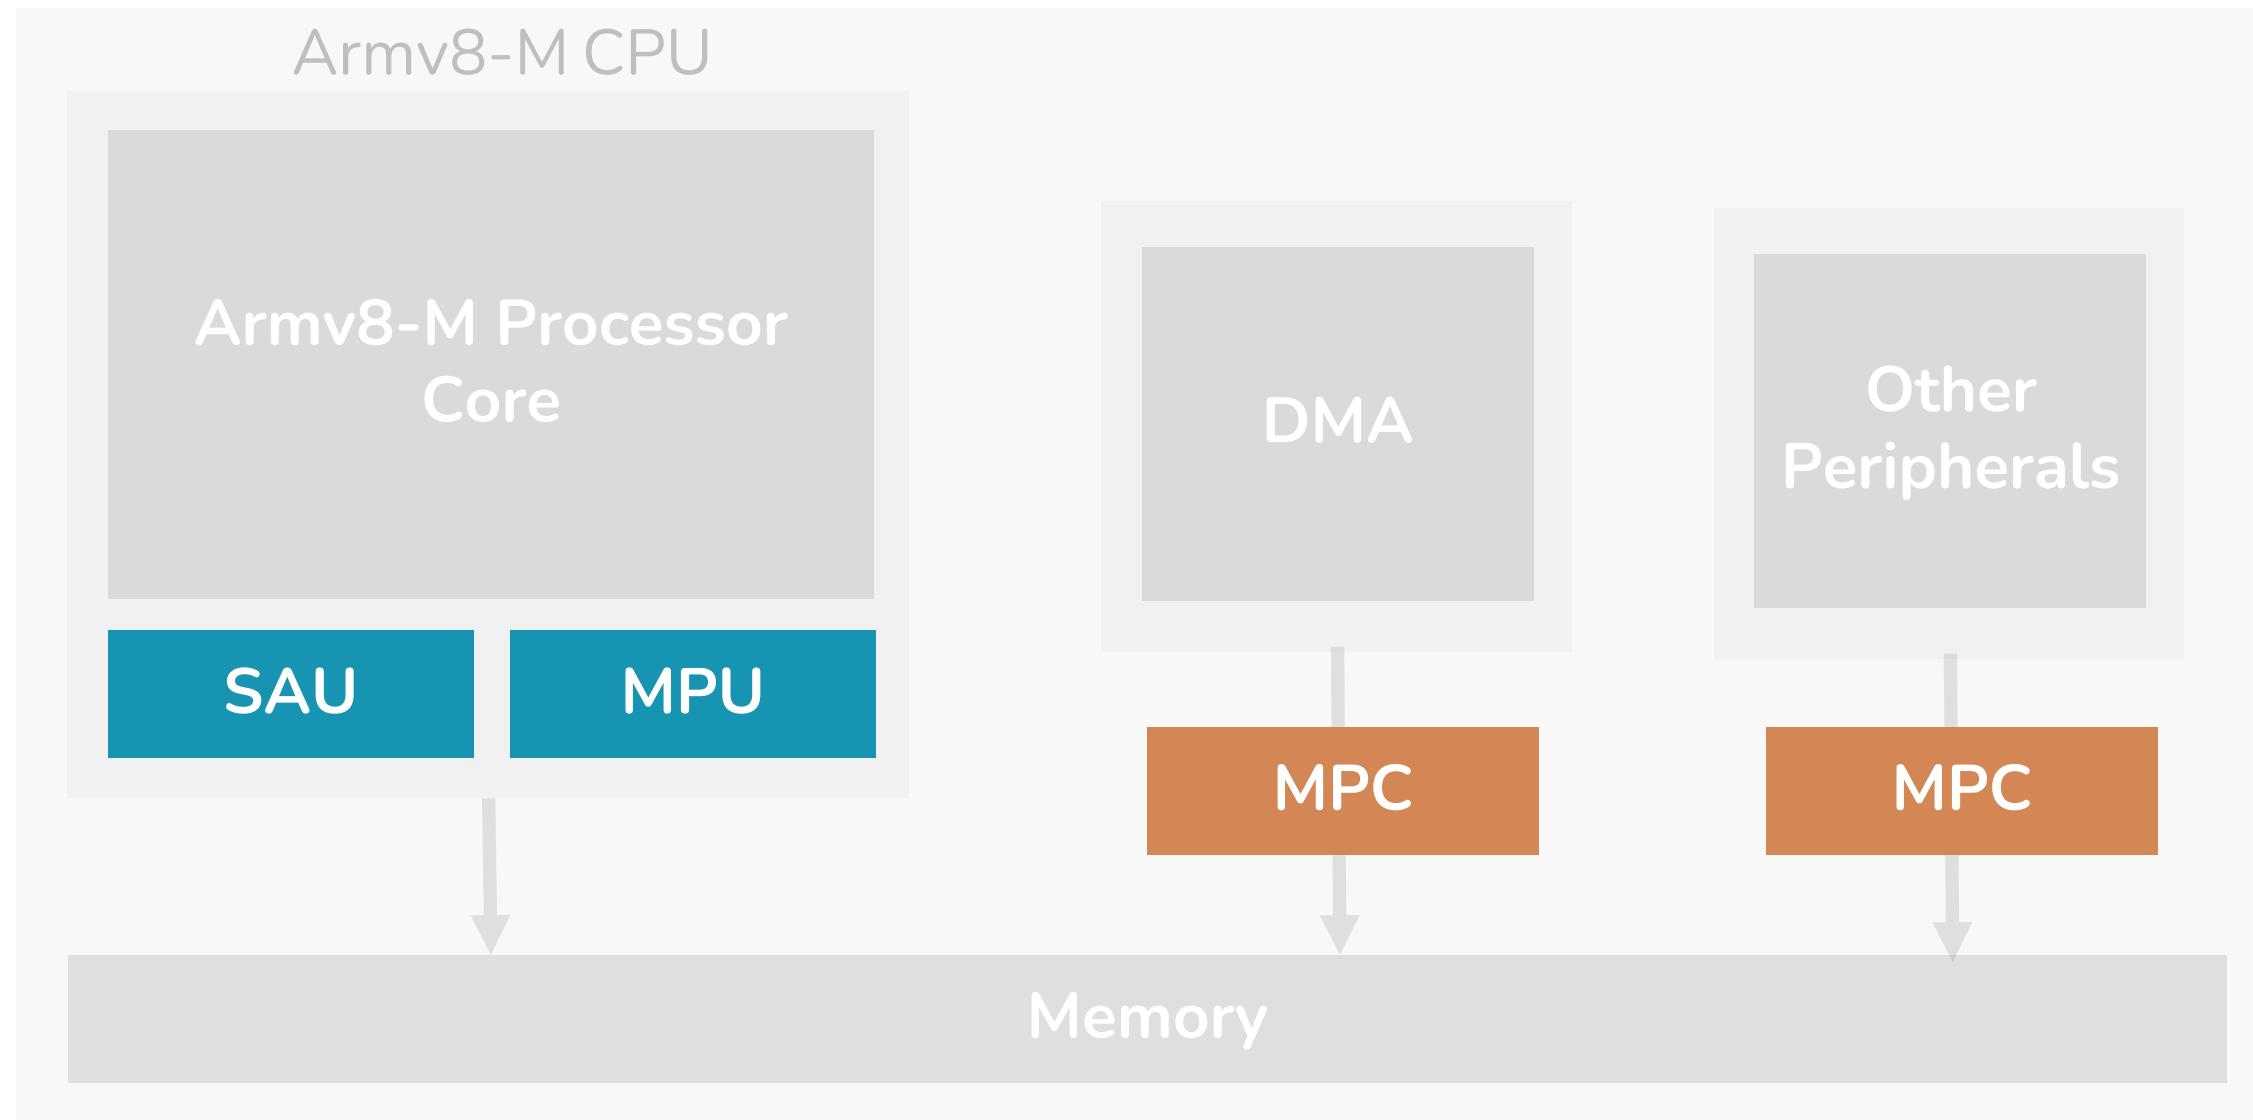 Armv8-M CPU
Armv8-M Processor
Core
DMA
Other
Peripherals
SAU
MPU
MPC
MPC
Memory